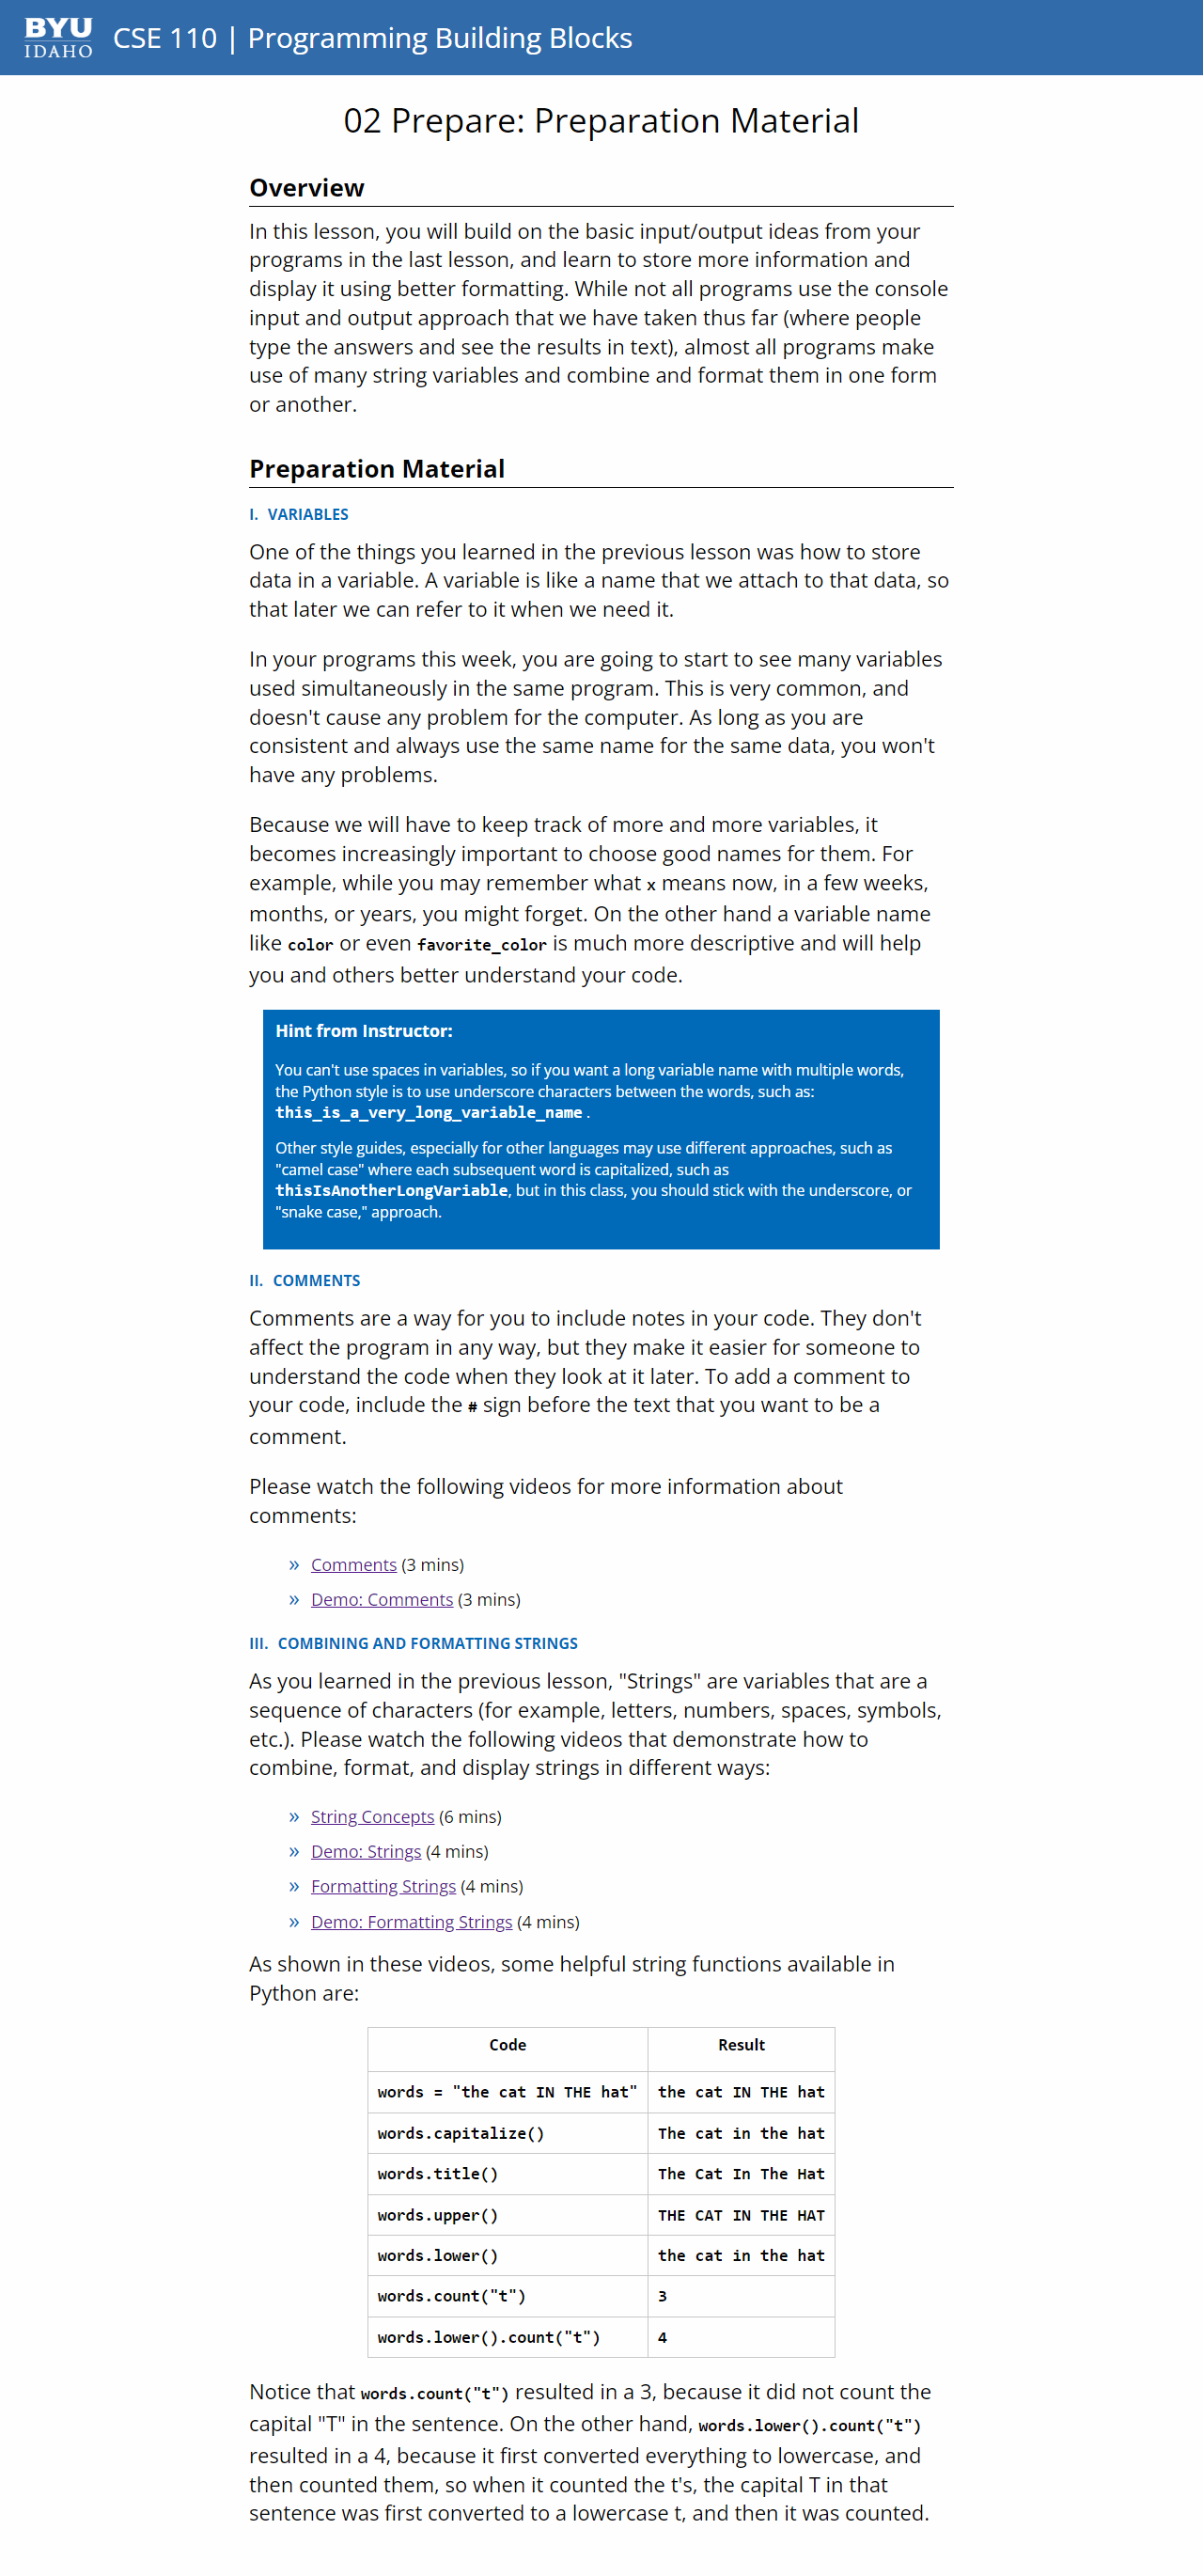 BYU
IDAHO
CSE 110 | Programming Building Blocks
02 Prepare: Preparation Material
Overview
In this lesson, you will build on the basic input/output ideas from your
programs in the last lesson, and learn to store more information and
display it using better formatting. While not all programs use the console
input and output approach that we have taken thus far (where people
type the answers and see the results in text), almost all programs make
use of many string variables and combine and format them in one form
or another.
Preparation Material
I. VARIABLES
One of the things you learned in the previous lesson was how to store
data in a variable. A variable is like a name that we attach to that data, so
that later we can refer to it when we need it.
In your programs this week, you are going to start to see many variables
used simultaneously in the same program. This is very common, and
doesn't cause any problem for the computer. As long as you are
consistent and always use the same name for the same data, you won't
have any problems.
Because we will have to keep track of more and more variables, it
becomes increasingly important to choose good names for them. For
example, while you may remember what x means now, in a few weeks,
months, or years, you might forget. On the other hand a variable name
like color or even favorite_color is much more descriptive and will help
you and others better understand your code.
Hint from Instructor:
You can't use spaces in variables, so if you want a long variable name with multiple words,
the Python style is to use underscore characters between the words, such as:
this_is_a_very_long_variable_name .
Other style guides, especially for other languages may use different approaches, such as
"camel case" where each subsequent word is capitalized, such as
thisIsAnotherLongVariable, but in this class, you should stick with the underscore, or
"snake case," approach.
II. COMMENTS
Comments are a way for you to include notes in your code. They don't
affect the program in any way, but they make it easier for someone to
understand the code when they look at it later. To add a comment to
your code, include the # sign before the text that you want to be a
comment.
Please watch the following videos for more information about
comments:
» Comments (3 mins)
» Demo: Comments (3 mins)
III. COMBINING AND FORMATTING STRINGS
As you learned in the previous lesson, "Strings" are variables that are a
sequence of characters (for example, letters, numbers, spaces, symbols,
etc.). Please watch the following videos that demonstrate how to
combine, format, and display strings in different ways:
» String Concepts (6 mins)
» Demo: Strings (4 mins)
» Formatting Strings (4 mins)
» Demo: Formatting Strings (4 mins)
As shown in these videos, some helpful string functions available in
Python are:
Code Result
words = "the cat IN THE hat" the cat IN THE hat
words.capitalize() The cat in the hat
words.title() The Cat In The Hat
words.upper() THE CAT IN THE HAT
words.lower() the cat in the hat
words.count("t") 3
words.lower().count("t") 4
Notice that words.count("t") resulted in a 3, because it did not count the
capital "T" in the sentence. On the other hand, words.lower().count("t")
resulted in a 4, because it first converted everything to lowercase, and
then counted them, so when it counted the t's, the capital T in that
sentence was first converted to a lowercase t, and then it was counted.